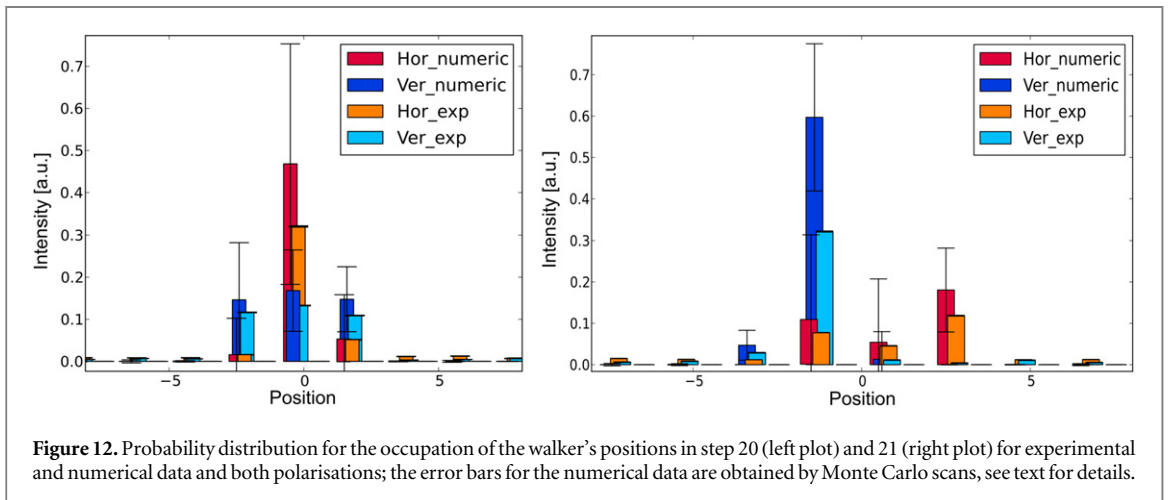 0.7
0.6
0.5
0.4
0.3
0.2
0.1
0.0
Intensity [a.u.]
−5
0
5
Position
Hor_numeric
Ver_numeric
Hor_exp
Ver_exp
0.7
0.6
0.5
0.4
0.3
0.2
0.1
0.0
Intensity [a.u.]
−5
0
5
Position
Hor_numeric
Ver_numeric
Hor_exp
Ver_exp
Figure 12. Probability distribution for the occupation of the walker's positions in step 20 (left plot) and 21 (right plot) for experimental
and numerical data and both polarisations; the error bars for the numerical data are obtained by Monte Carlo scans, see text for details.